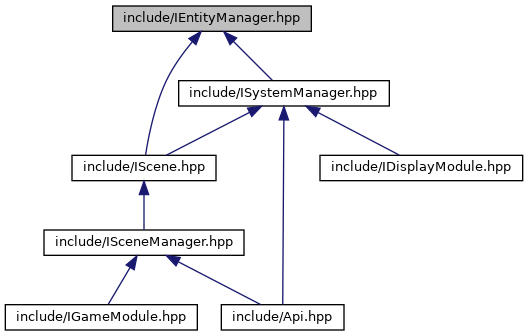 include/IEntityManager.hpp
include/ISystemManager.hpp
include/IScene.hpp
include/IDisplayModule.hpp
include/ISceneManager.hpp
include/IGameModule.hpp
include/Api.hpp